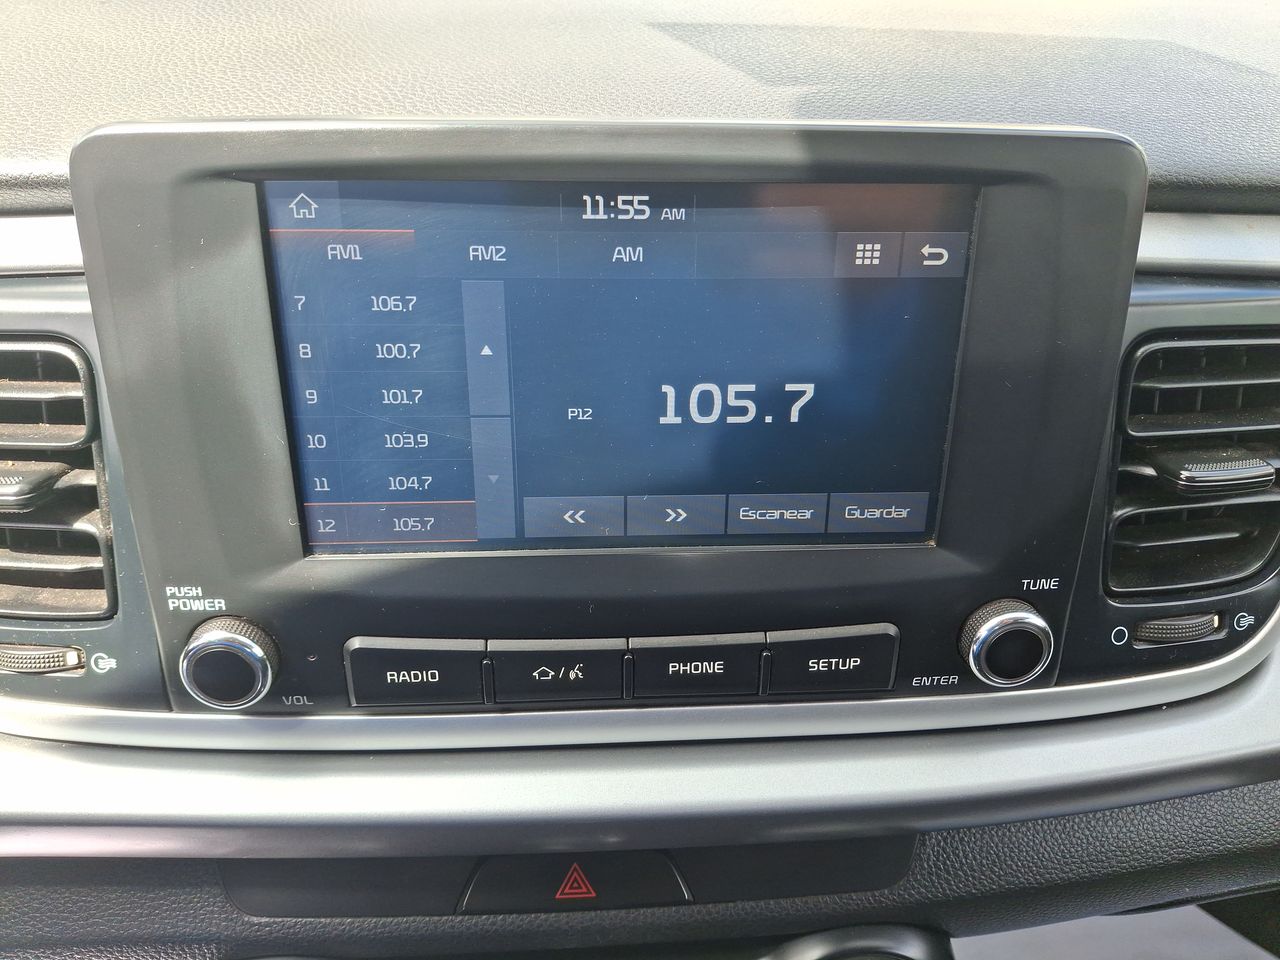 11:55 AM
FM1 FM2 AM
7 106.7
8 100.7
9 101.7
10 103.9
11 104.7
12 105.7
P12 105.7
<< >> Escanear Guardar
PUSH
POWER
VOL
RADIO
PHONE
SETUP
TUNE
ENTER